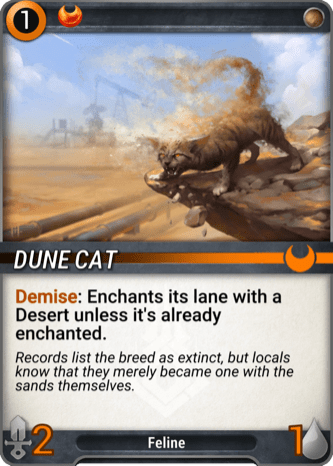 1
DUNE CAT
Demise: Enchants its lane with a
Desert unless it's already
enchanted.
Records list the breed as extinct, but locals
know that they merely became one with the
sands themselves.
2
Feline
1